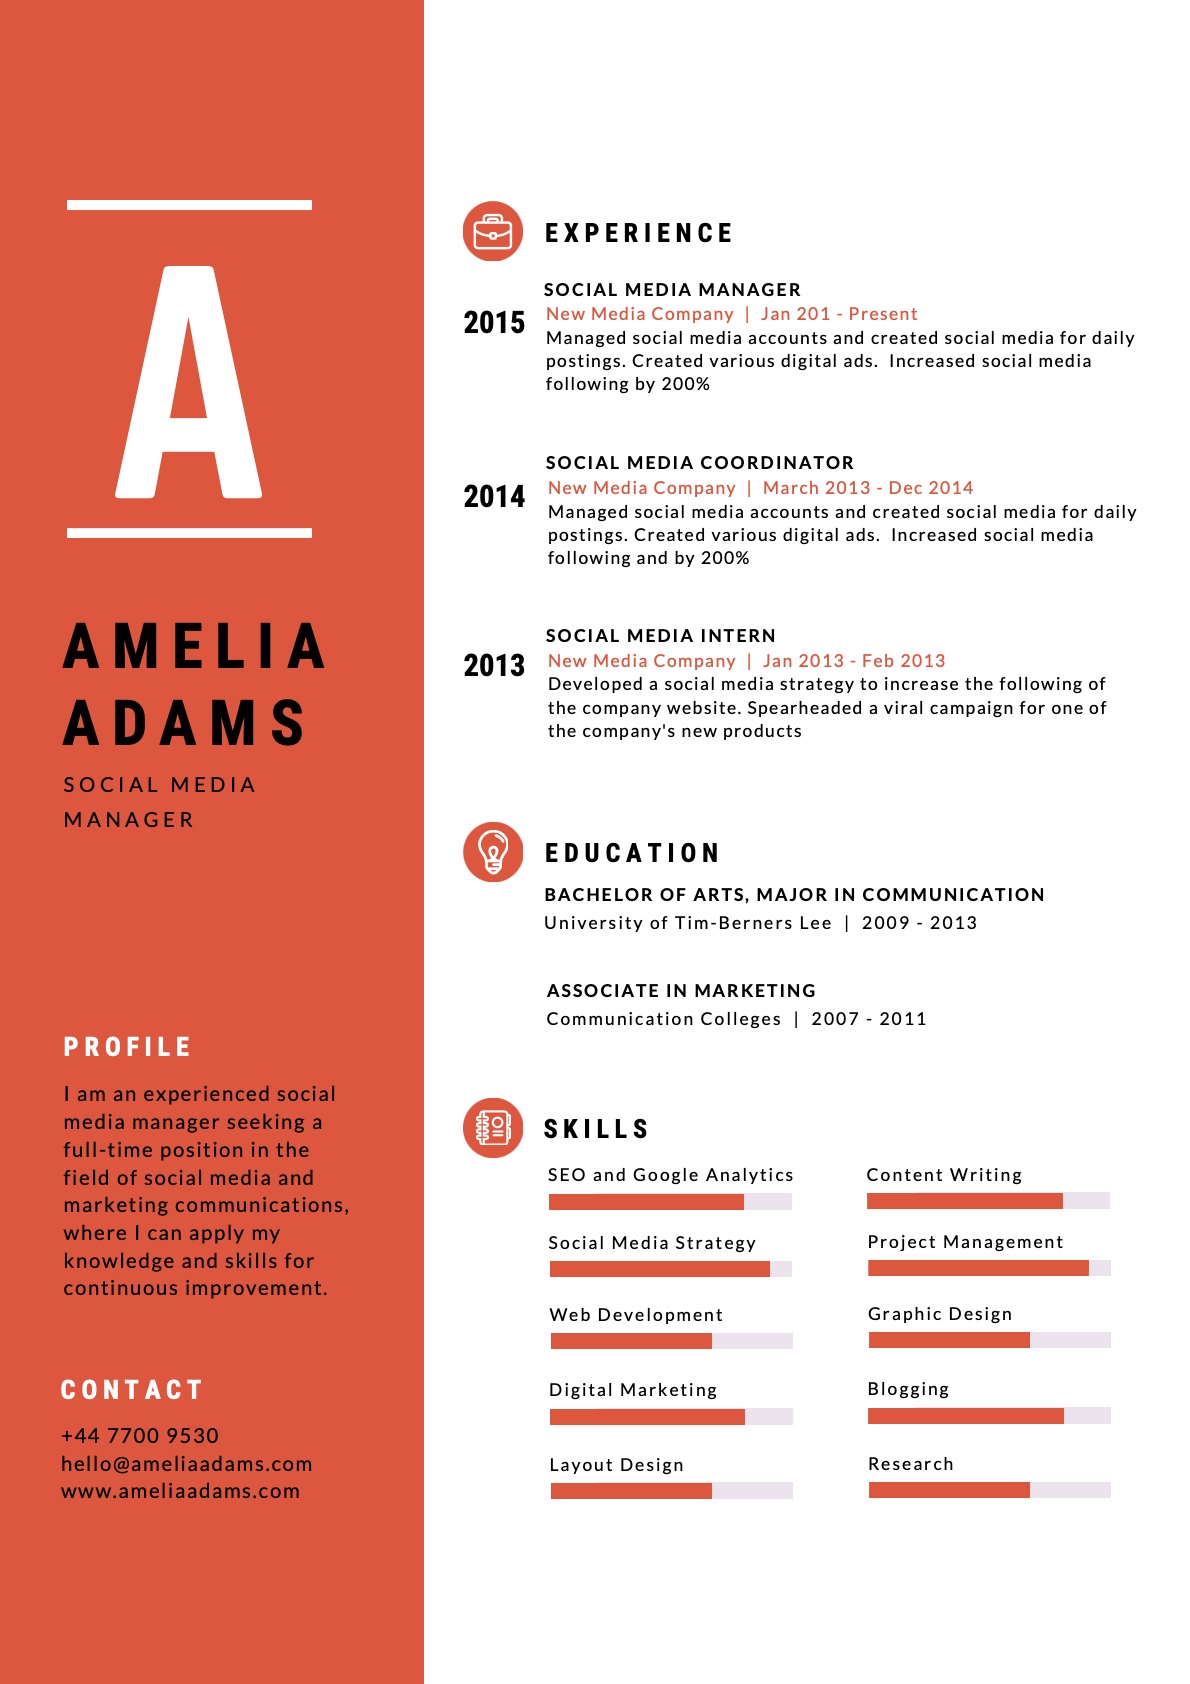 A
AMELIA
ADAMS
SOCIAL MEDIA
MANAGER
PROFILE
I am an experienced social
media manager seeking a
full-time position in the
field of social media and
marketing communications,
where I can apply my
knowledge and skills for
continuous improvement.
CONTACT
+44 7700 9530
hello@ameliaadams.com
www.ameliaadams.com
EXPERIENCE
2015
SOCIAL MEDIA MANAGER
New Media Company | Jan 201 - Present
Managed social media accounts and created social media for daily
postings. Created various digital ads.  Increased social media
following by 200%
2014
SOCIAL MEDIA COORDINATOR
New Media Company | March 2013 - Dec 2014
Managed social media accounts and created social media for daily
postings. Created various digital ads.  Increased social media
following and by 200%
2013
SOCIAL MEDIA INTERN
New Media Company | Jan 2013 - Feb 2013
Developed a social media strategy to increase the following of
the company website. Spearheaded a viral campaign for one of
the company's new products
EDUCATION
BACHELOR OF ARTS, MAJOR IN COMMUNICATION
University of Tim-Berners Lee | 2009 - 2013
ASSOCIATE IN MARKETING
Communication Colleges | 2007 - 2011
SKILLS
SEO and Google Analytics
Social Media Strategy
Web Development
Digital Marketing
Layout Design
Content Writing
Project Management
Graphic Design
Blogging
Research